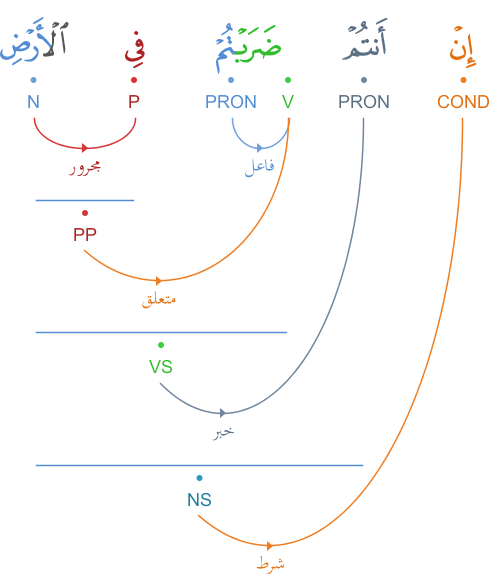 إِنْ أَنتُمْ ضَرَبْتُمْ فِى ٱلْأَرْضِ
COND PRON V PRON P N
مجرور فاعل
PP
متعلق
VS
خبر
NS
شرط